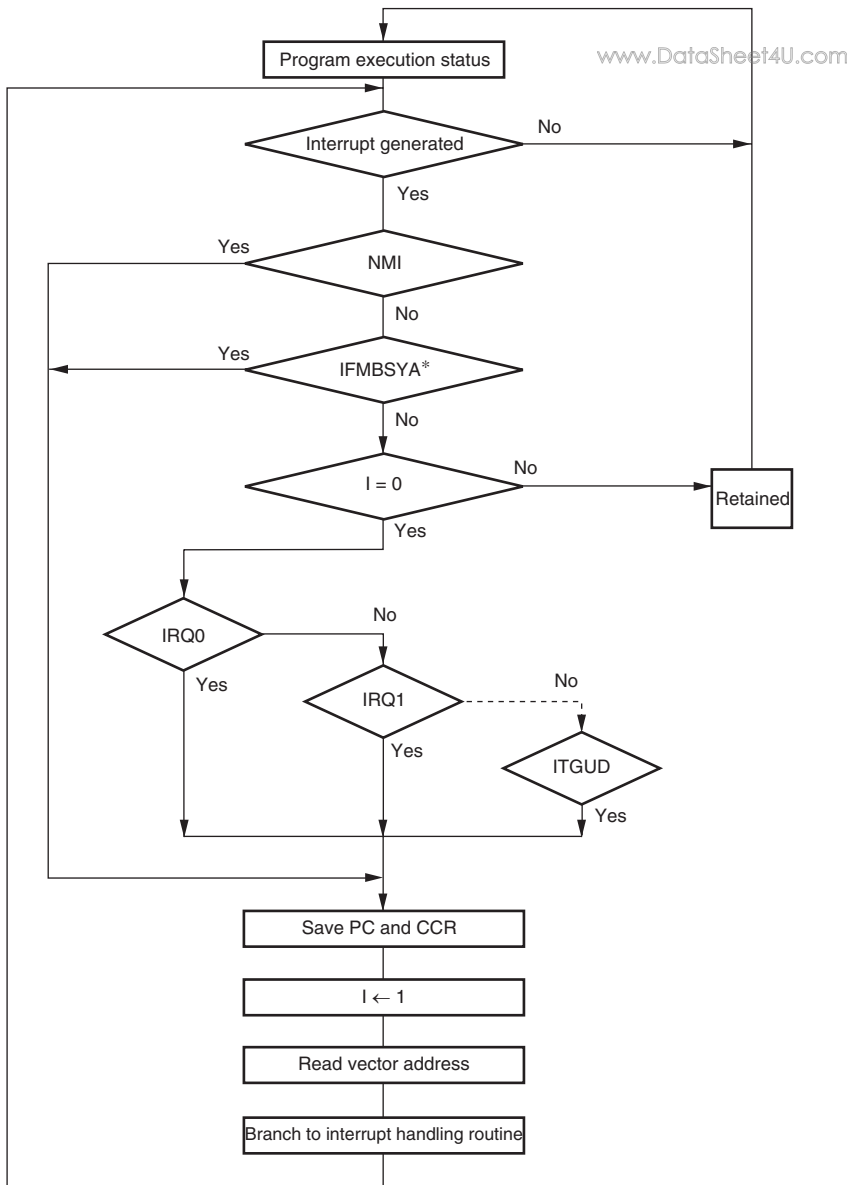 www.DataSheet4U.com
Program execution status
Interrupt generated
No
Yes
Yes
NMI
No
Yes
IFMBSYA*
No
I = 0
No
Retained
Yes
IRQ0
No
Yes
IRQ1
No
Yes
ITGUD
Yes
Save PC and CCR
I ← 1
Read vector address
Branch to interrupt handling routine